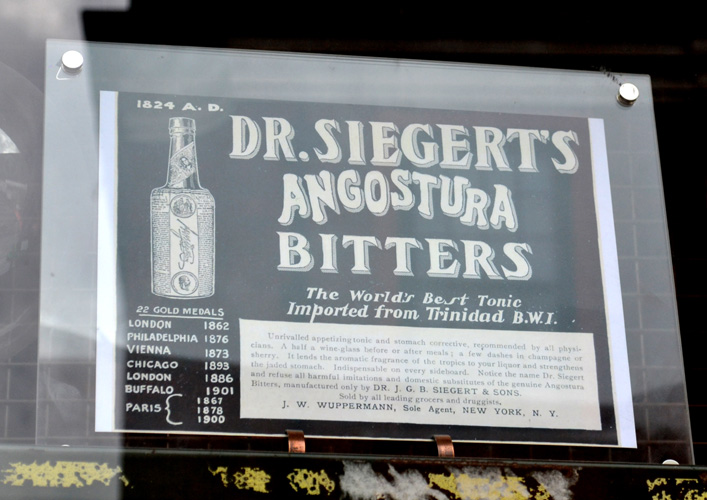 1824 A. D.
DR. SIEGERT'S
ANGOSTURA
BITTERS
The World's Best Tonic
Imported from Trinidad B.W.I.
22 GOLD MEDALS
LONDON 1862
PHILADELPHIA 1876
VIENNA 1873
CHICAGO 1893
LONDON 1886
BUFFALO 1901
PARIS { 1867
1878
1900
Unrivalled appetizing tonic and stomach corrective, recommended by all physi-
cians. A half a wine-glass before or after meals; a few dashes in champagne or
sherry. It lends the aromatic fragrance of the tropics to your liquor and strengthens
the jaded stomach. Indispensable on every sideboard. Notice the name Dr. Siegert
and refuse all harmful imitations and domestic substitutes of the genuine Angostura
Bitters, manufactured only by DR. J. G. B. SIEGERT & SONS.
Sold by all leading grocers and druggists.
J. W. WUPPERMANN, Sole Agent, NEW YORK, N. Y.